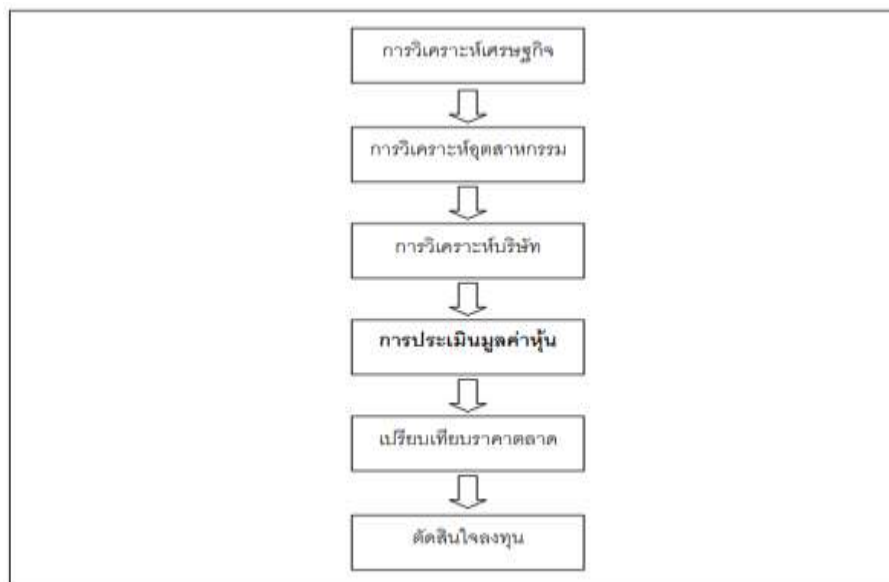 การวิเคราะห์เศรษฐกิจ
การวิเคราะห์อุตสาหกรรม
การวิเคราะห์บริษัท
การประเมินมูลค่าหุ้น
เปรียบเทียบราคาตลาด
ตัดสินใจลงทุน